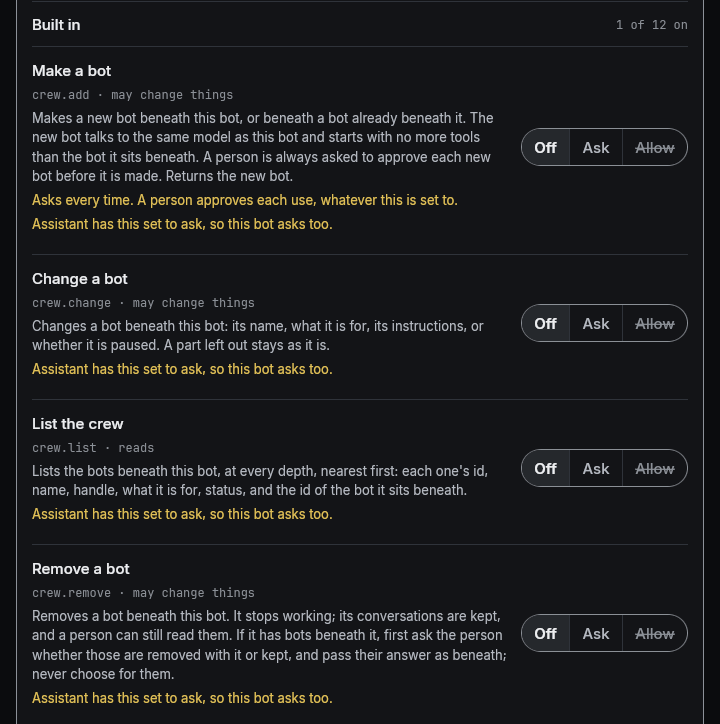 Built in
1 of 12 on
Make a bot
crew.add · may change things
Makes a new bot beneath this bot, or beneath a bot already beneath it. The
new bot talks to the same model as this bot and starts with no more tools
than the bot it sits beneath. A person is always asked to approve each new
bot before it is made. Returns the new bot.
Asks every time. A person approves each use, whatever this is set to.
Assistant has this set to ask, so this bot asks too.
Off Ask Allow
Change a bot
crew.change · may change things
Changes a bot beneath this bot: its name, what it is for, its instructions, or
whether it is paused. A part left out stays as it is.
Assistant has this set to ask, so this bot asks too.
Off Ask Allow
List the crew
crew.list · reads
Lists the bots beneath this bot, at every depth, nearest first: each one's id,
name, handle, what it is for, status, and the id of the bot it sits beneath.
Assistant has this set to ask, so this bot asks too.
Off Ask Allow
Remove a bot
crew.remove · may change things
Removes a bot beneath this bot. It stops working; its conversations are kept,
and a person can still read them. If it has bots beneath it, first ask the person
whether those are removed with it or kept, and pass their answer as beneath;
never choose for them.
Assistant has this set to ask, so this bot asks too.
Off Ask Allow